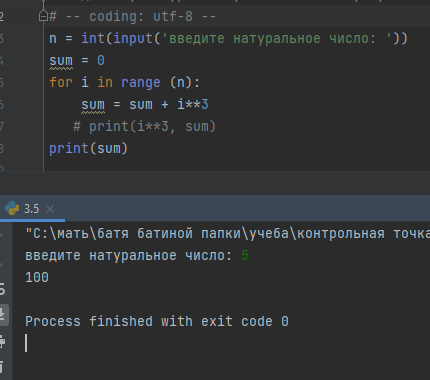 2 # -- coding: utf-8 --
3 n = int(input('введите натуральное число: '))
4 sum = 0
5 for i in range (n):
6 sum = sum + i**3
7 # print(i**3, sum)
8 print(sum)
3.5
"C:\мать\батя батиной папки\учеба\контрольная точка
введите натуральное число: 5
100
Process finished with exit code 0